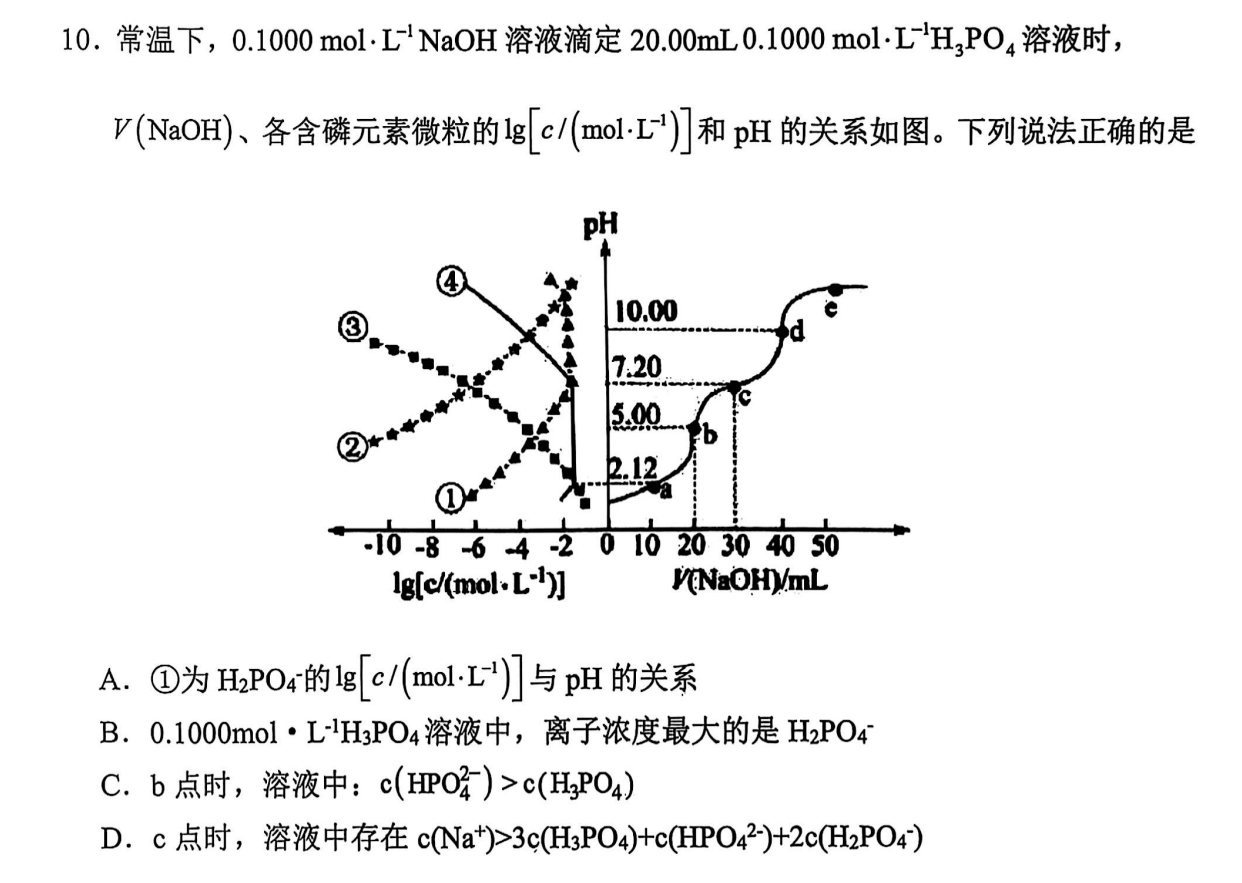 10．常温下，0.1000 mol·L⁻¹ NaOH 溶液滴定 20.00mL 0.1000 mol·L⁻¹H₃PO₄ 溶液时，
V(NaOH)、各含磷元素微粒的 lg[c/(mol·L⁻¹)] 和 pH 的关系如图。下列说法正确的是
pH
④
③
②
①
10.00
7.20
5.00
2.12
a
b
c
d
e
-10 -8 -6 -4 -2 0 10 20 30 40 50
lg[c/(mol·L⁻¹)] V(NaOH)/mL
A．①为 H₂PO₄⁻的 lg[c/(mol·L⁻¹)] 与 pH 的关系
B．0.1000mol·L⁻¹H₃PO₄ 溶液中，离子浓度最大的是 H₂PO₄⁻
C．b 点时，溶液中：c(HPO₄²⁻)>c(H₃PO₄)
D．c 点时，溶液中存在 c(Na⁺)>3c(H₃PO₄)+c(HPO₄²⁻)+2c(H₂PO₄⁻)